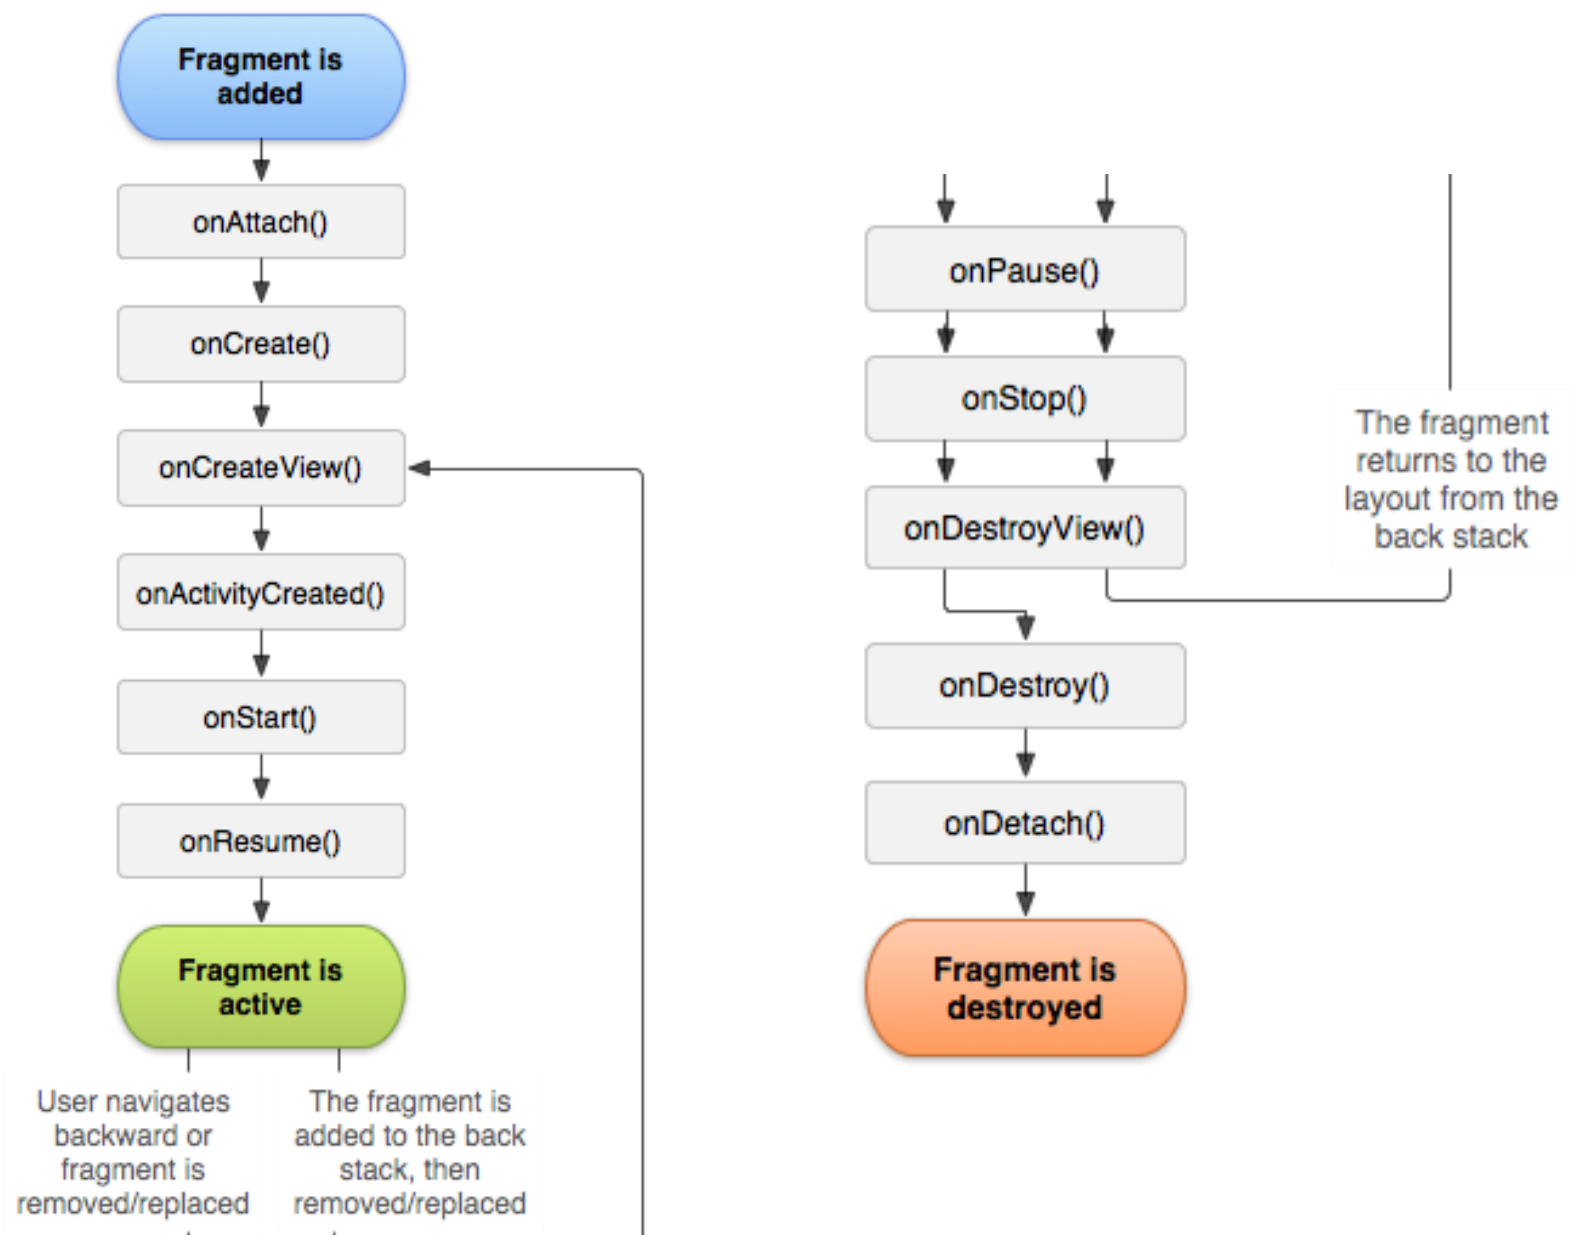 Fragment is
added
onAttach()
onCreate()
onCreateView()
onActivityCreated()
onStart()
onResume()
Fragment is
active
User navigates
backward or
fragment is
removed/replaced
The fragment is
added to the back
stack, then
removed/replaced
onPause()
onStop()
onDestroyView()
The fragment
returns to the
layout from the
back stack
onDestroy()
onDetach()
Fragment is
destroyed